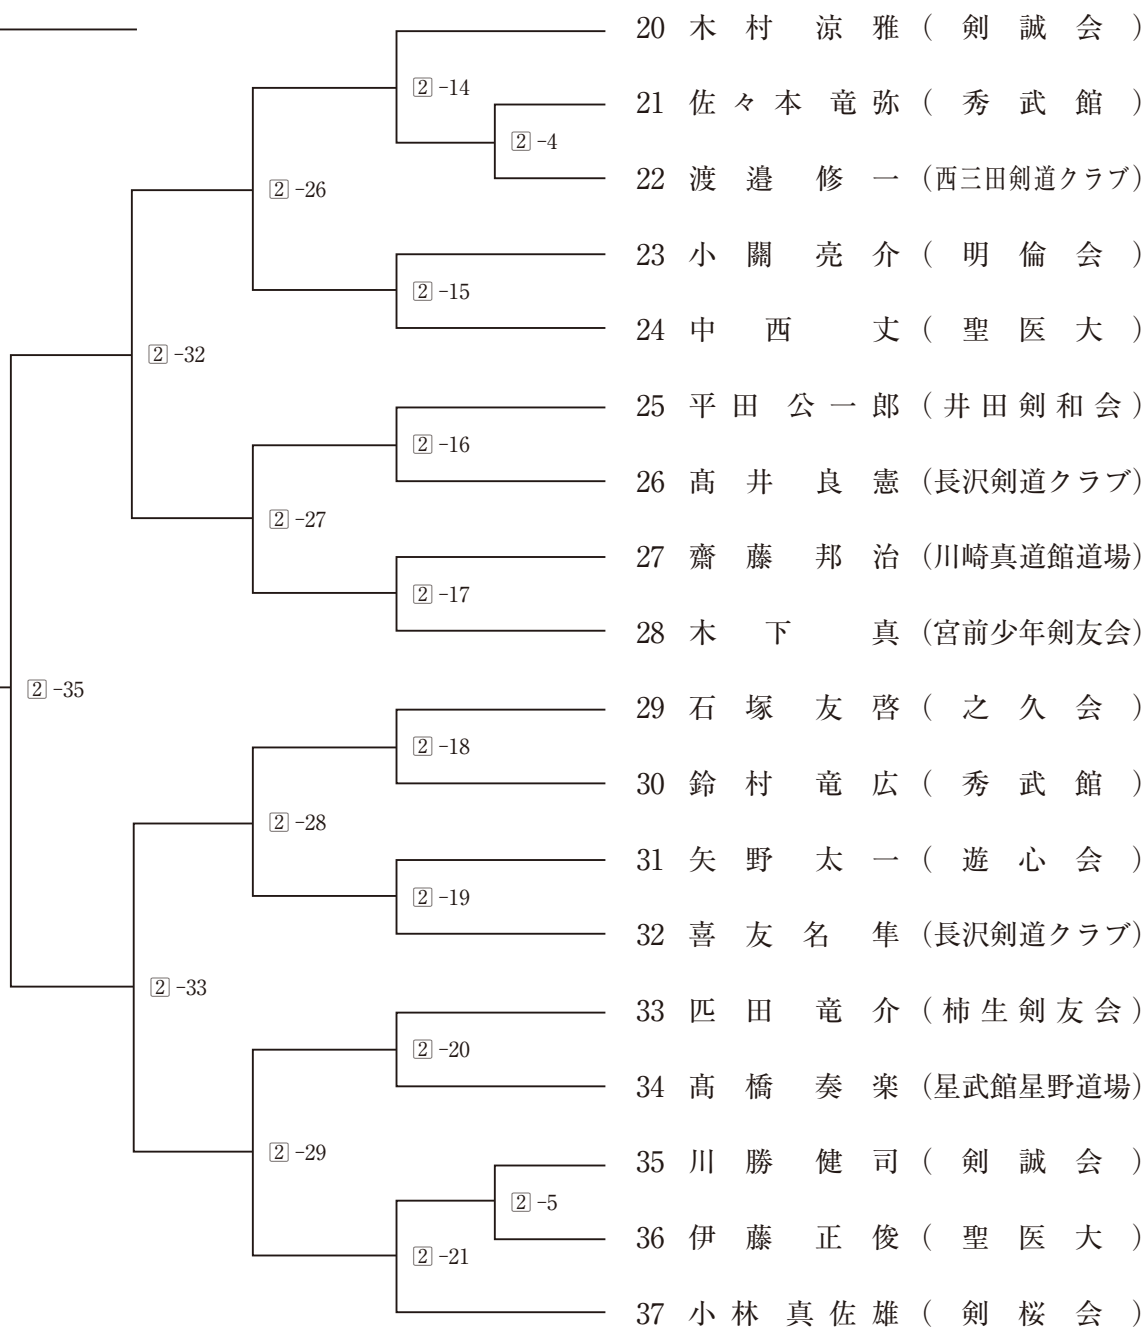 20 木村 涼雅 (剣誠会)
2-14
21 佐々本竜弥 (秀武館)
2-4
22 渡邉 修一 (西三田剣道クラブ)
2-26
23 小關 亮介 (明倫会)
2-15
24 中西 丈 (聖医大)
2-32
25 平田公一郎 (井田剣和会)
2-16
26 髙井 良憲 (長沢剣道クラブ)
2-27
27 齋藤 邦治 (川崎真道館道場)
2-17
28 木下 真 (宮前少年剣友会)
2-35
29 石塚 友啓 (之久会)
2-18
30 鈴村 竜広 (秀武館)
2-28
31 矢野 太一 (遊心会)
2-19
32 喜友名 隼 (長沢剣道クラブ)
2-33
33 匹田 竜介 (柿生剣友会)
2-20
34 髙橋 奏楽 (星武館星野道場)
2-29
35 川勝 健司 (剣誠会)
2-5
36 伊藤 正俊 (聖医大)
2-21
37 小林真佐雄 (剣桜会)